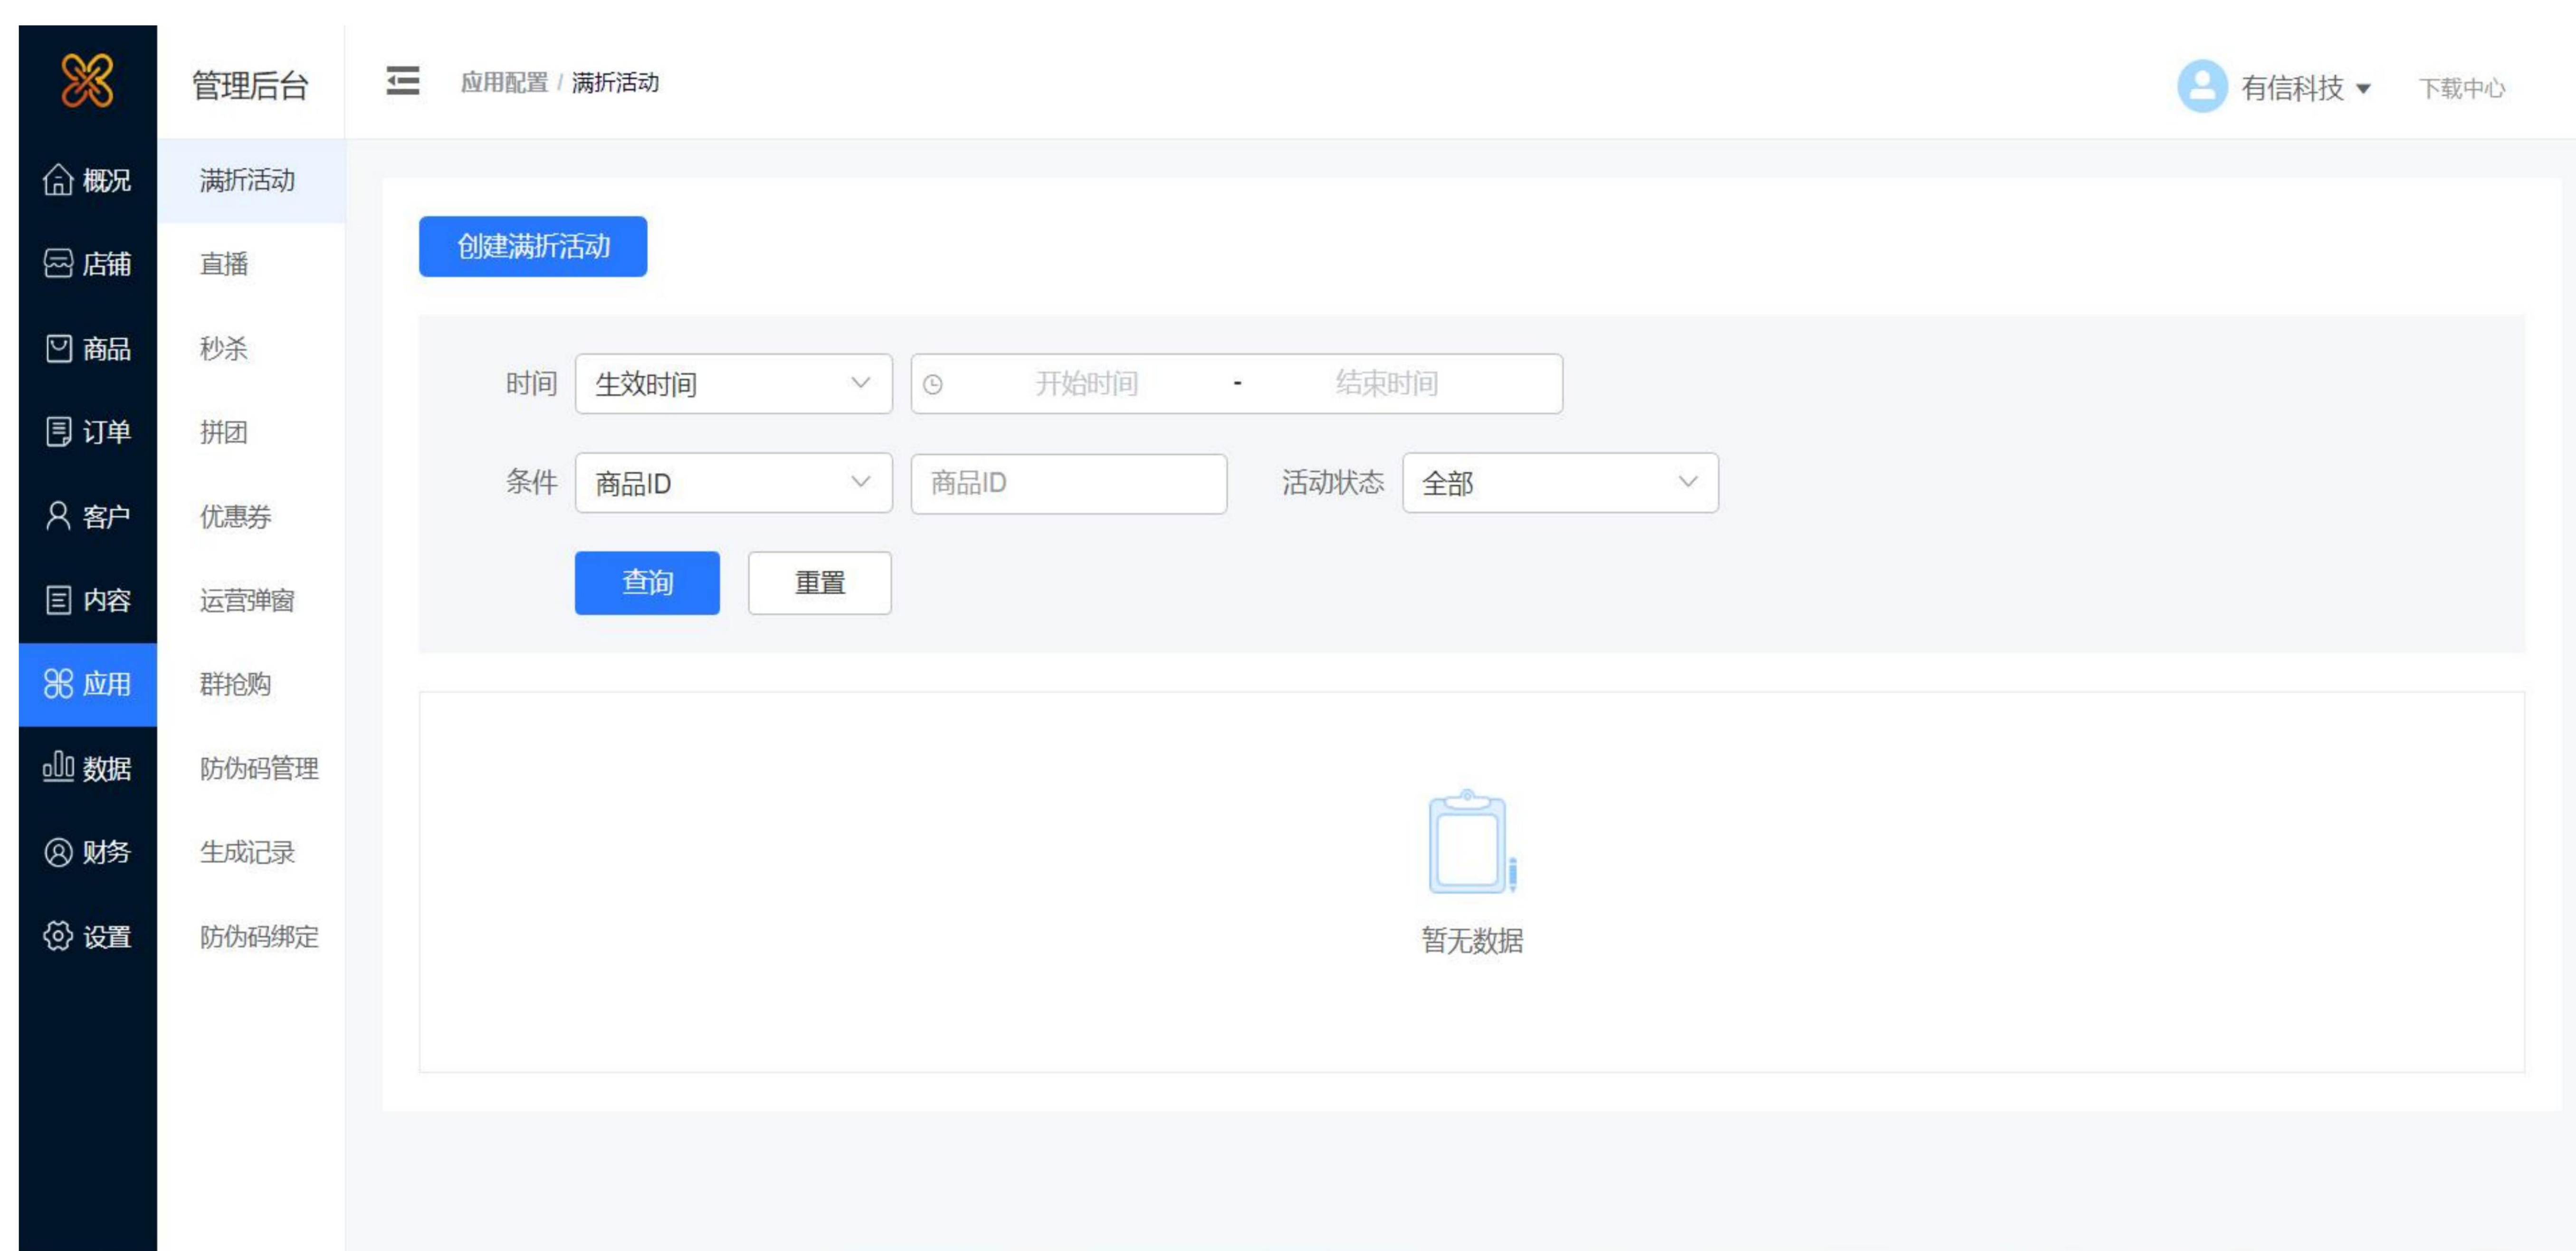 管理后台
应用配置 / 满折活动
有信科技
下载中心
概况
店铺
商品
订单
客户
内容
应用
数据
财务
设置
满折活动
直播
秒杀
拼团
优惠券
运营弹窗
群抢购
防伪码管理
生成记录
防伪码绑定
创建满折活动
时间 生效时间 开始时间 - 结束时间
条件 商品ID 商品ID 活动状态 全部
查询 重置
暂无数据